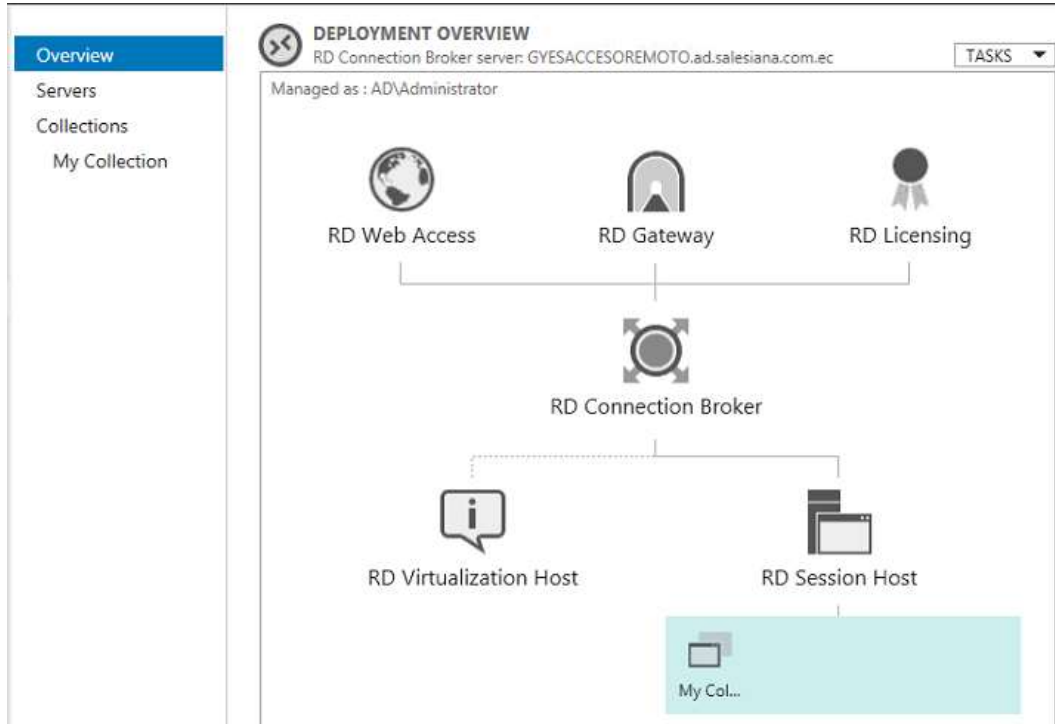 Overview
Servers
Collections
My Collection
DEPLOYMENT OVERVIEW
RD Connection Broker server: GYESACCESOREMOTO.ad.salesiana.com.ec
TASKS
Managed as : AD\Administrator
RD Web Access
RD Gateway
RD Licensing
RD Connection Broker
RD Virtualization Host
RD Session Host
My Col...